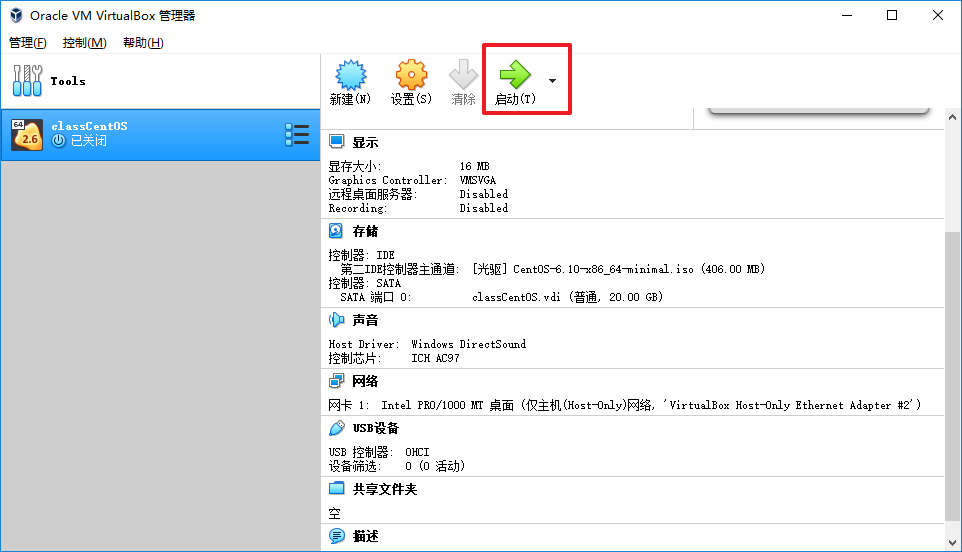 Oracle VM VirtualBox 管理器
管理(F) 控制(M) 帮助(H)
Tools
新建(N) 设置(S) 清除 启动(T)
64
2.6
classCentOS
已关闭
显示
显存大小: 16 MB
Graphics Controller: VMSVGA
远程桌面服务器: Disabled
Recording: Disabled
存储
控制器: IDE
第二IDE控制器主通道: [光驱] CentOS-6.10-x86_64-minimal.iso (406.00 MB)
控制器: SATA
SATA 端口 0: classCentOS.vdi (普通, 20.00 GB)
声音
Host Driver: Windows DirectSound
控制芯片: ICH AC97
网络
网卡 1: Intel PRO/1000 MT 桌面 (仅主机(Host-Only)网络, 'VirtualBox Host-Only Ethernet Adapter #2')
USB设备
USB 控制器: OHCI
设备筛选: 0 (0 活动)
共享文件夹
空
描述